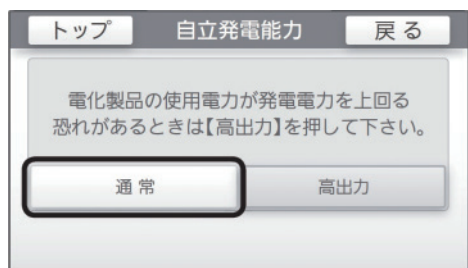 トップ 自立発電能力 戻る
電化製品の使用電力が発電電力を上回る
恐れがあるときは【高出力】を押して下さい。
通常 高出力